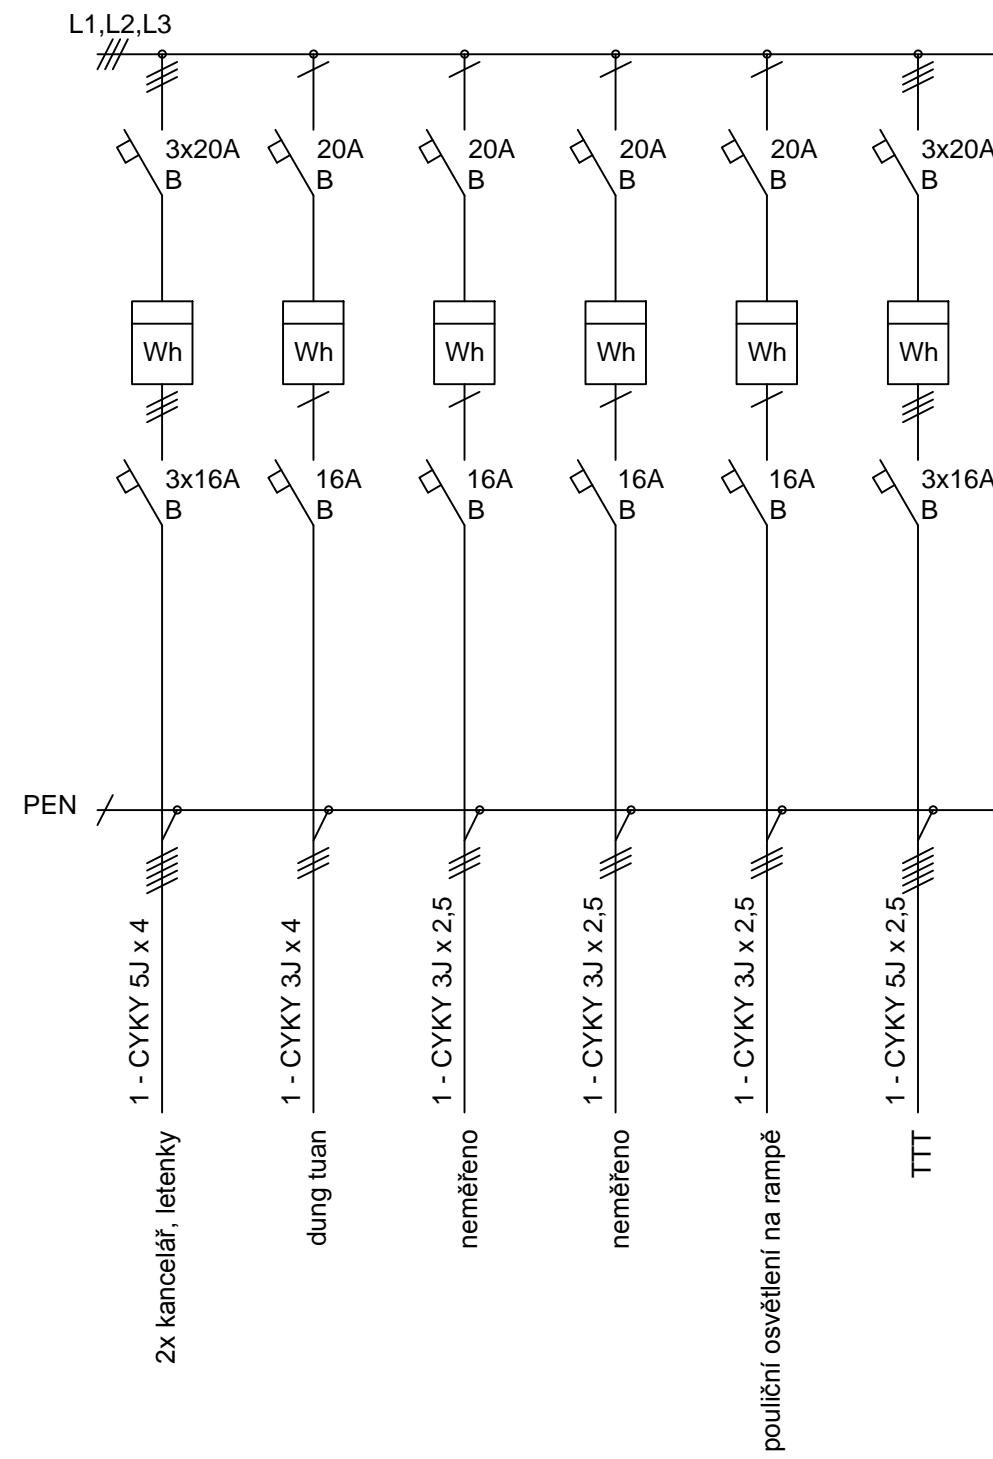 L1,L2,L3
3x20A
B
20A
B
20A
B
20A
B
20A
B
3x20A
B
Wh
Wh
Wh
Wh
Wh
Wh
3x16A
B
16A
B
16A
B
16A
B
16A
B
3x16A
B
PEN
1 - CYKY 5J x 4
1 - CYKY 3J x 4
1 - CYKY 3J x 2,5
1 - CYKY 3J x 2,5
1 - CYKY 3J x 2,5
1 - CYKY 5J x 2,5
2x kancelář, letenky
dung tuan
neměřeno
neměřeno
pouliční osvětlení na rampě
TTT